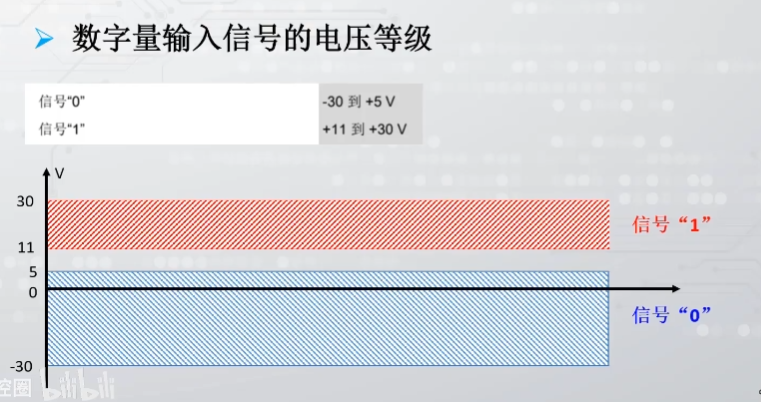 数字量输入信号的电压等级
信号“0” -30 到 +5 V
信号“1” +11 到 +30 V
V
30
信号“1”
11
5
0
信号“0”
-30
控圈 bilibili